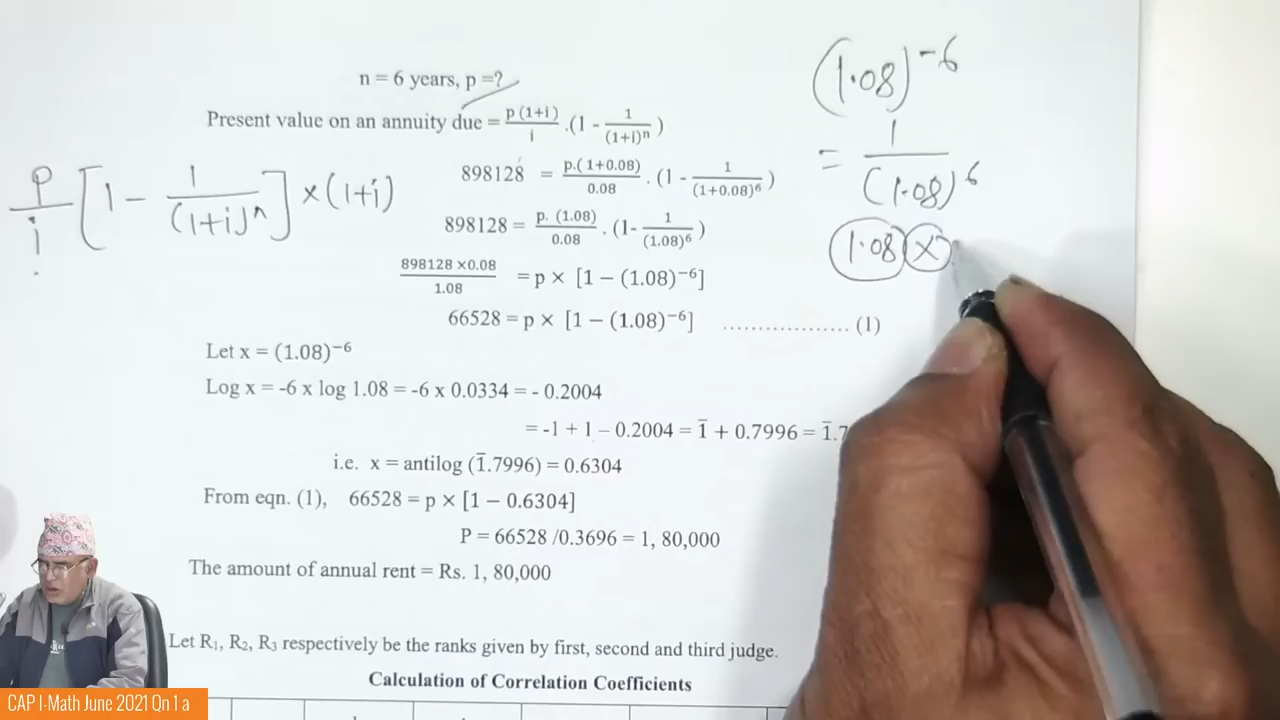 n = 6 years, p =?
Present value on an annuity due = p (1+i)/i .(1 - 1/(1+i)ⁿ )
898128 = p.( 1+0.08)/0.08 . (1 - 1/(1+0.08)⁶ )
898128 = p. (1.08)/0.08 . (1- 1/(1.08)⁶ )
898128 ×0.08/1.08 = p × [1 − (1.08)⁻⁶]
66528 = p × [1 − (1.08)⁻⁶] .................. (1)
Let x = (1.08)⁻⁶
Log x = -6 x log 1.08 = -6 x 0.0334 = - 0.2004
= -1 + 1 – 0.2004 = 1̅ + 0.7996 = 1̅.7
i.e. x = antilog (1̅.7996) = 0.6304
From eqn. (1), 66528 = p × [1 − 0.6304]
P = 66528 /0.3696 = 1, 80,000
The amount of annual rent = Rs. 1, 80,000
Let R₁, R₂, R₃ respectively be the ranks given by first, second and third judge.
Calculation of Correlation Coefficients
p/i [1 - 1/(1+i)ⁿ] × (1+i)
(1.08)⁻⁶
= 1/(1.08)⁶
1.08 ×
CAP I-Math June 2021 Qn 1 a